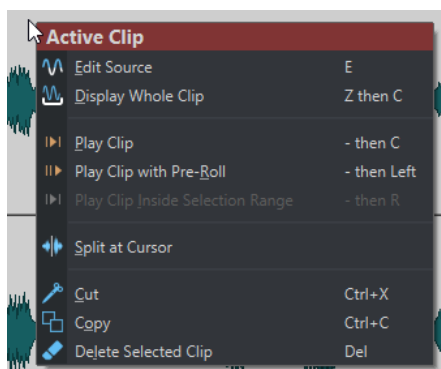 Active Clip
Edit Source E
Display Whole Clip Z then C
Play Clip - then C
Play Clip with Pre-Roll - then Left
Play Clip Inside Selection Range - then R
Split at Cursor
Cut Ctrl+X
Copy Ctrl+C
Delete Selected Clip Del